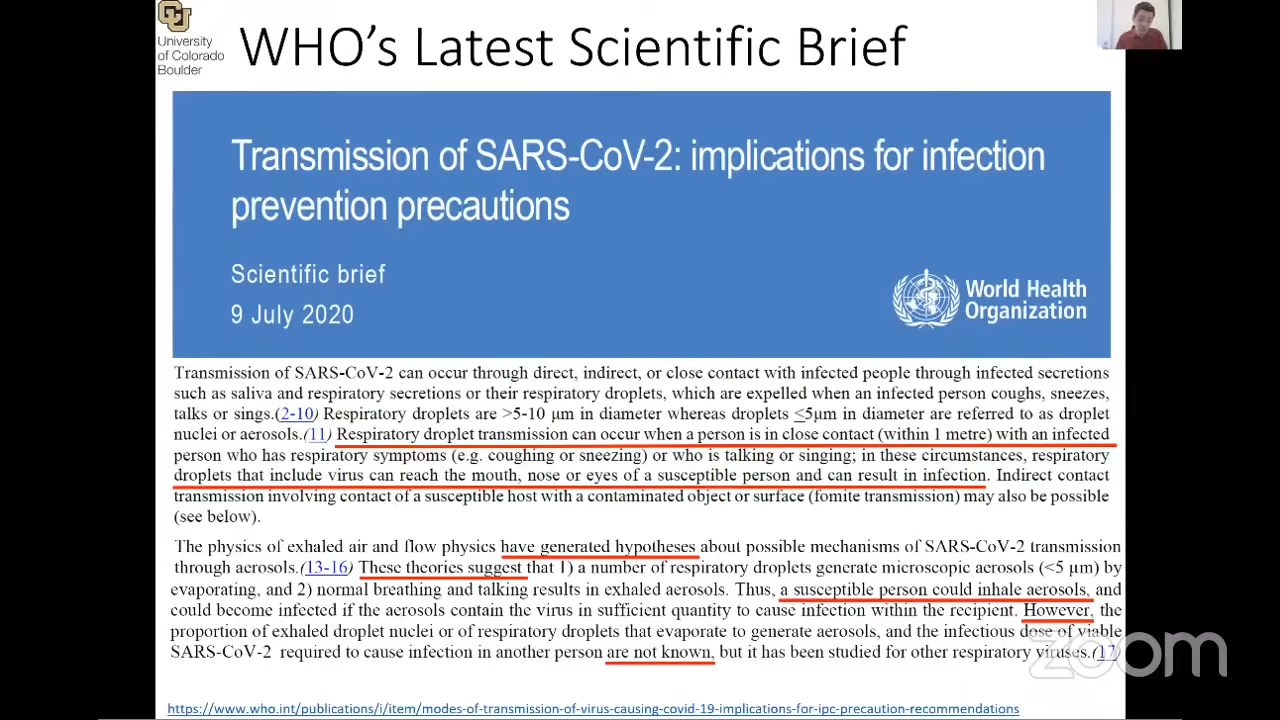 University
of Colorado
Boulder
WHO's Latest Scientific Brief
Transmission of SARS-CoV-2: implications for infection
prevention precautions
Scientific brief
9 July 2020
World Health
Organization
Transmission of SARS-CoV-2 can occur through direct, indirect, or close contact with infected people through infected secretions
such as saliva and respiratory secretions or their respiratory droplets, which are expelled when an infected person coughs, sneezes,
talks or sings.(2-10) Respiratory droplets are >5-10 μm in diameter whereas droplets ≤5μm in diameter are referred to as droplet
nuclei or aerosols.(11) Respiratory droplet transmission can occur when a person is in close contact (within 1 metre) with an infected
person who has respiratory symptoms (e.g. coughing or sneezing) or who is talking or singing; in these circumstances, respiratory
droplets that include virus can reach the mouth, nose or eyes of a susceptible person and can result in infection. Indirect contact
transmission involving contact of a susceptible host with a contaminated object or surface (fomite transmission) may also be possible
(see below).
The physics of exhaled air and flow physics have generated hypotheses about possible mechanisms of SARS-CoV-2 transmission
through aerosols.(13-16) These theories suggest that 1) a number of respiratory droplets generate microscopic aerosols (<5 μm) by
evaporating, and 2) normal breathing and talking results in exhaled aerosols. Thus, a susceptible person could inhale aerosols, and
could become infected if the aerosols contain the virus in sufficient quantity to cause infection within the recipient. However, the
proportion of exhaled droplet nuclei or of respiratory droplets that evaporate to generate aerosols, and the infectious dose of viable
SARS-CoV-2 required to cause infection in another person are not known, but it has been studied for other respiratory viruses.(17
zoom
https://www.who.int/publications/i/item/modes-of-transmission-of-virus-causing-covid-19-implications-for-ipc-precaution-recommendations